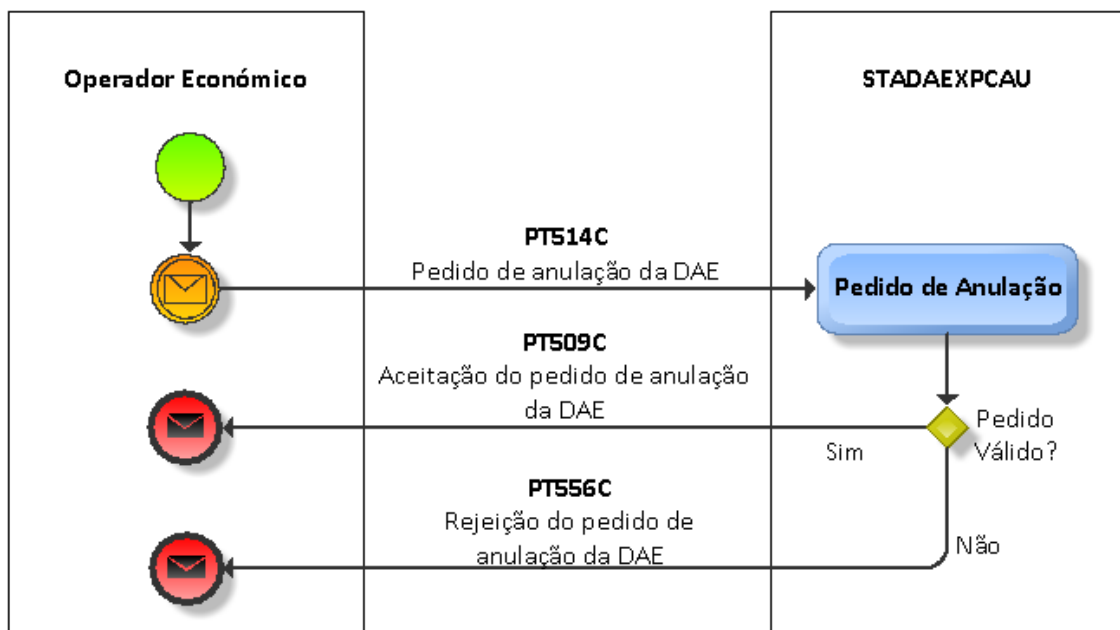 Operador Económico
STADAEXPCAU
PT514C
Pedido de anulação da DAE
Pedido de Anulação
PT509C
Aceitação do pedido de anulação
da DAE
Pedido
Válido?
Sim
PT556C
Rejeição do pedido de
anulação da DAE
Não